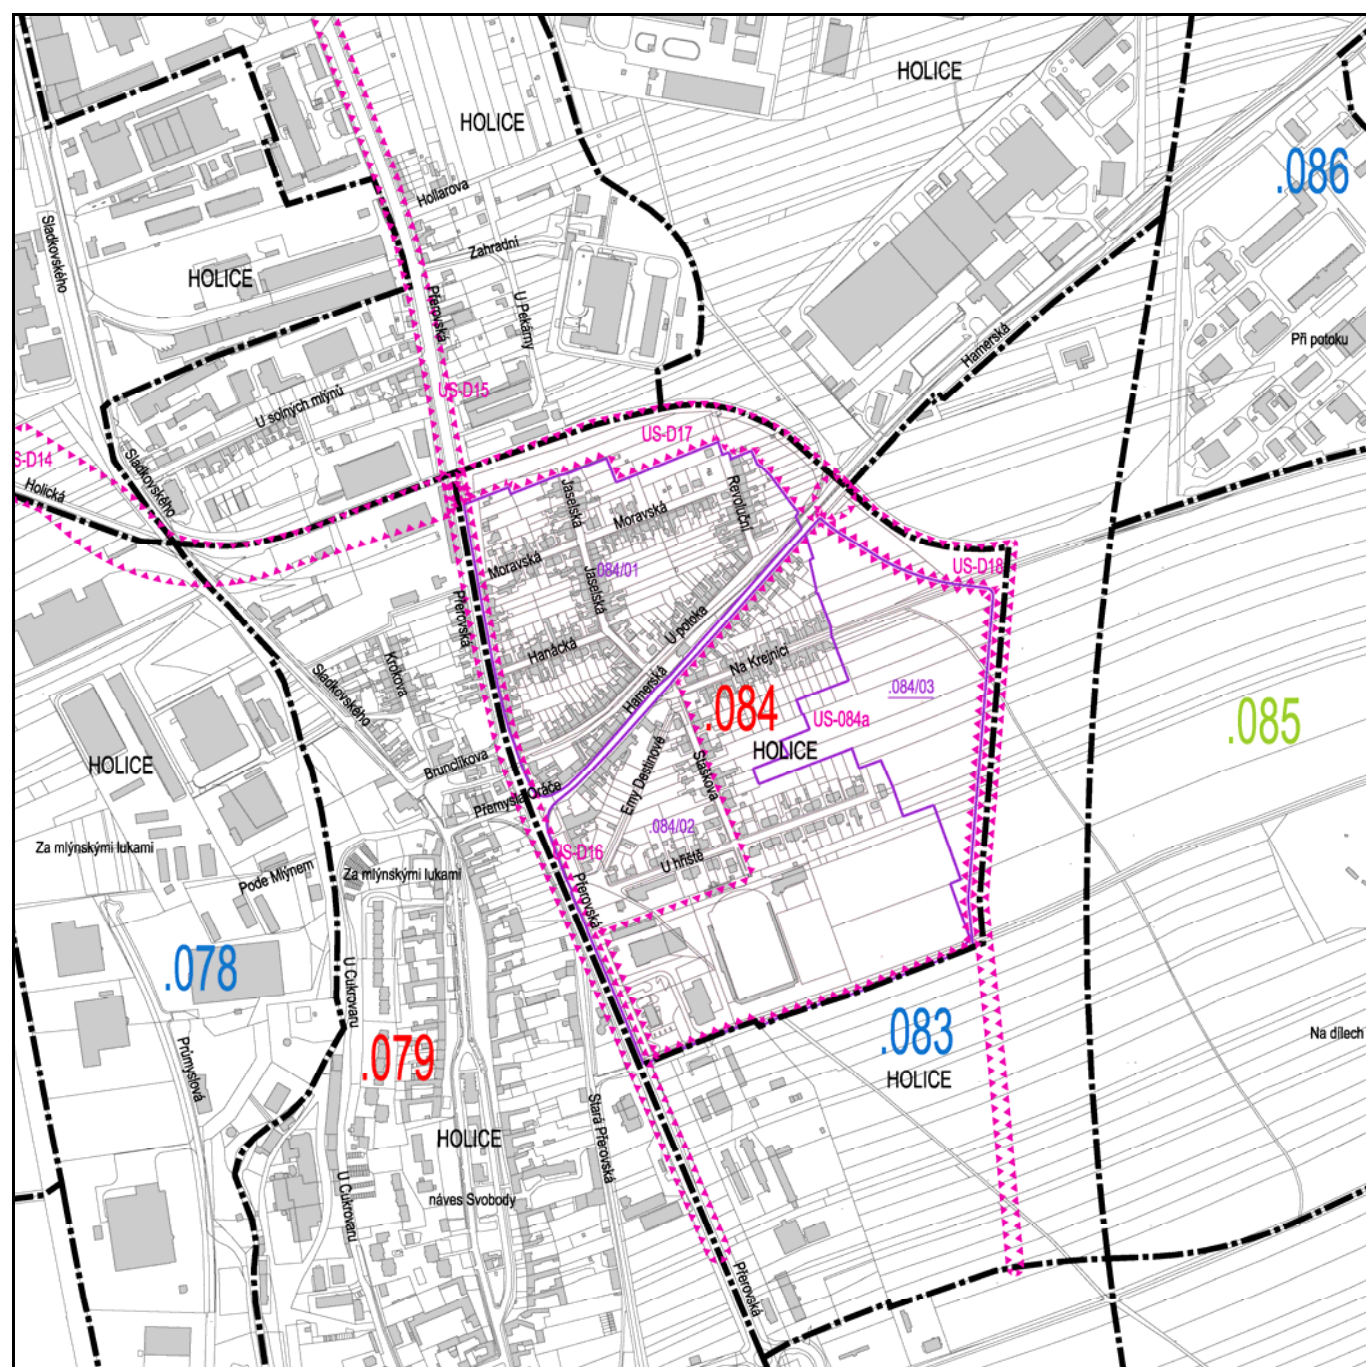 HOLICE
HOLICE
.086
Hollarova
Sladkovského
Zahradní
HOLICE
Přerovská
U Pekárny
Hamerská
Při potoku
US-D15
U solných mlýnů
US-D17
S-D14
Sladkovského
Holická
Jaselská
Revoluční
Moravská
Moravská
.084/01
Jaselská
US-D18
Přerovská
U potoka
Hanácká
Na Krejnici
Krokova
Hamerská
.084/03
Sladkovského
.084
US-084a
.085
HOLICE
HOLICE
Brunclíkova
Staškova
Emy Destinové
Přemysla Oráče
.084/02
Za mlýnskými lukami
US-D16
U hřiště
Pode Mlýnem
Za mlýnskými lukami
Přerovská
.078
U Cukrovaru
.083
Na dílech
.079
Průmyslová
HOLICE
Stará Přerovská
HOLICE
U Cukrovaru
náves Svobody
Přerovská